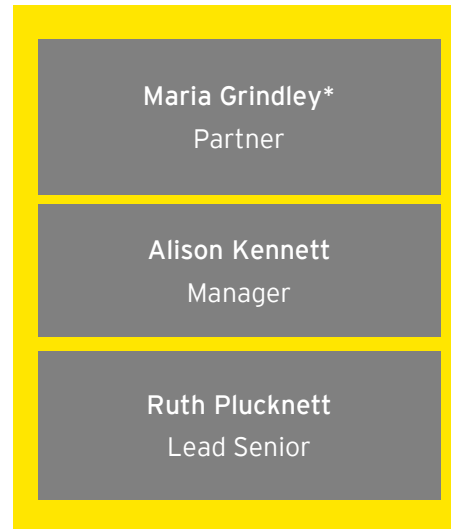 Maria Grindley*
Partner
Alison Kennett
Manager
Ruth Plucknett
Lead Senior